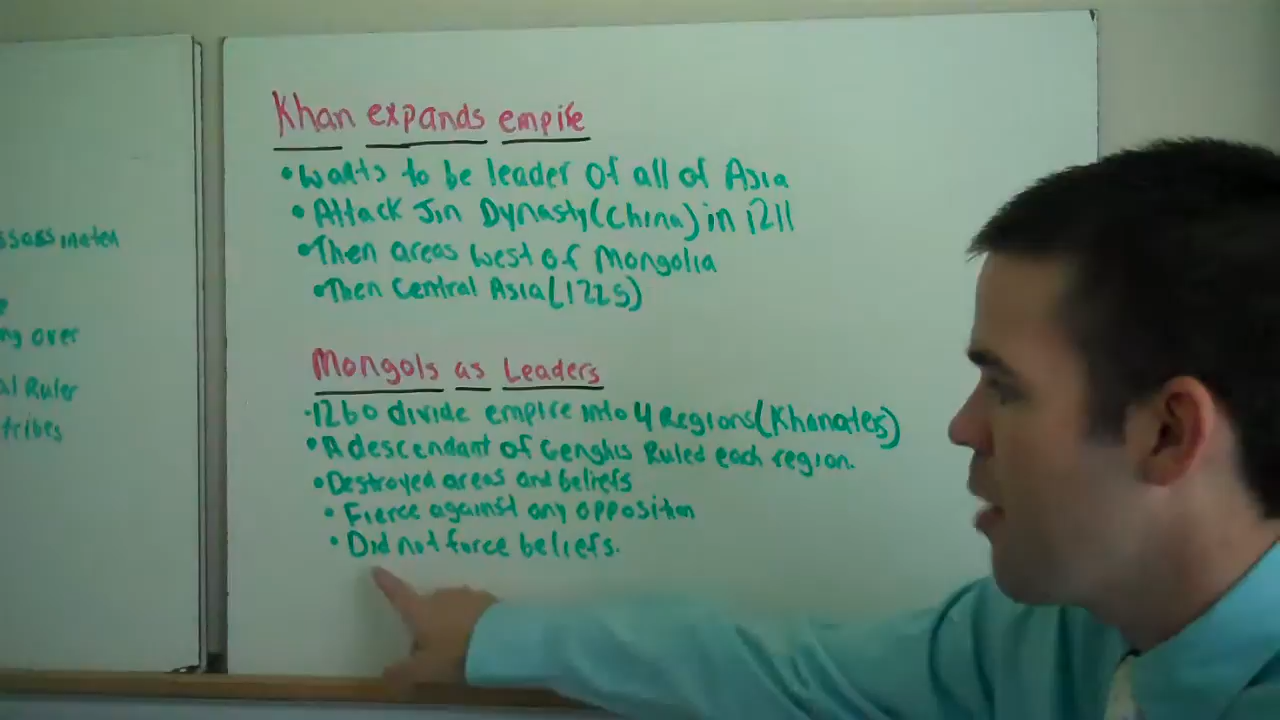 ssassinated
ng over
al Ruler
tribes
Khan expands empire
• Wants to be leader of all of Asia
• Attack Jin Dynasty (China) in 1211
• Then areas west of Mongolia
• Then Central Asia (1225)
Mongols as Leaders
• 1260 divide empire into 4 Regions (Khanates)
• A descendant of Genghis Ruled each region.
• Destroyed areas and beliefs
• Fierce against any opposition
• Did not force beliefs.